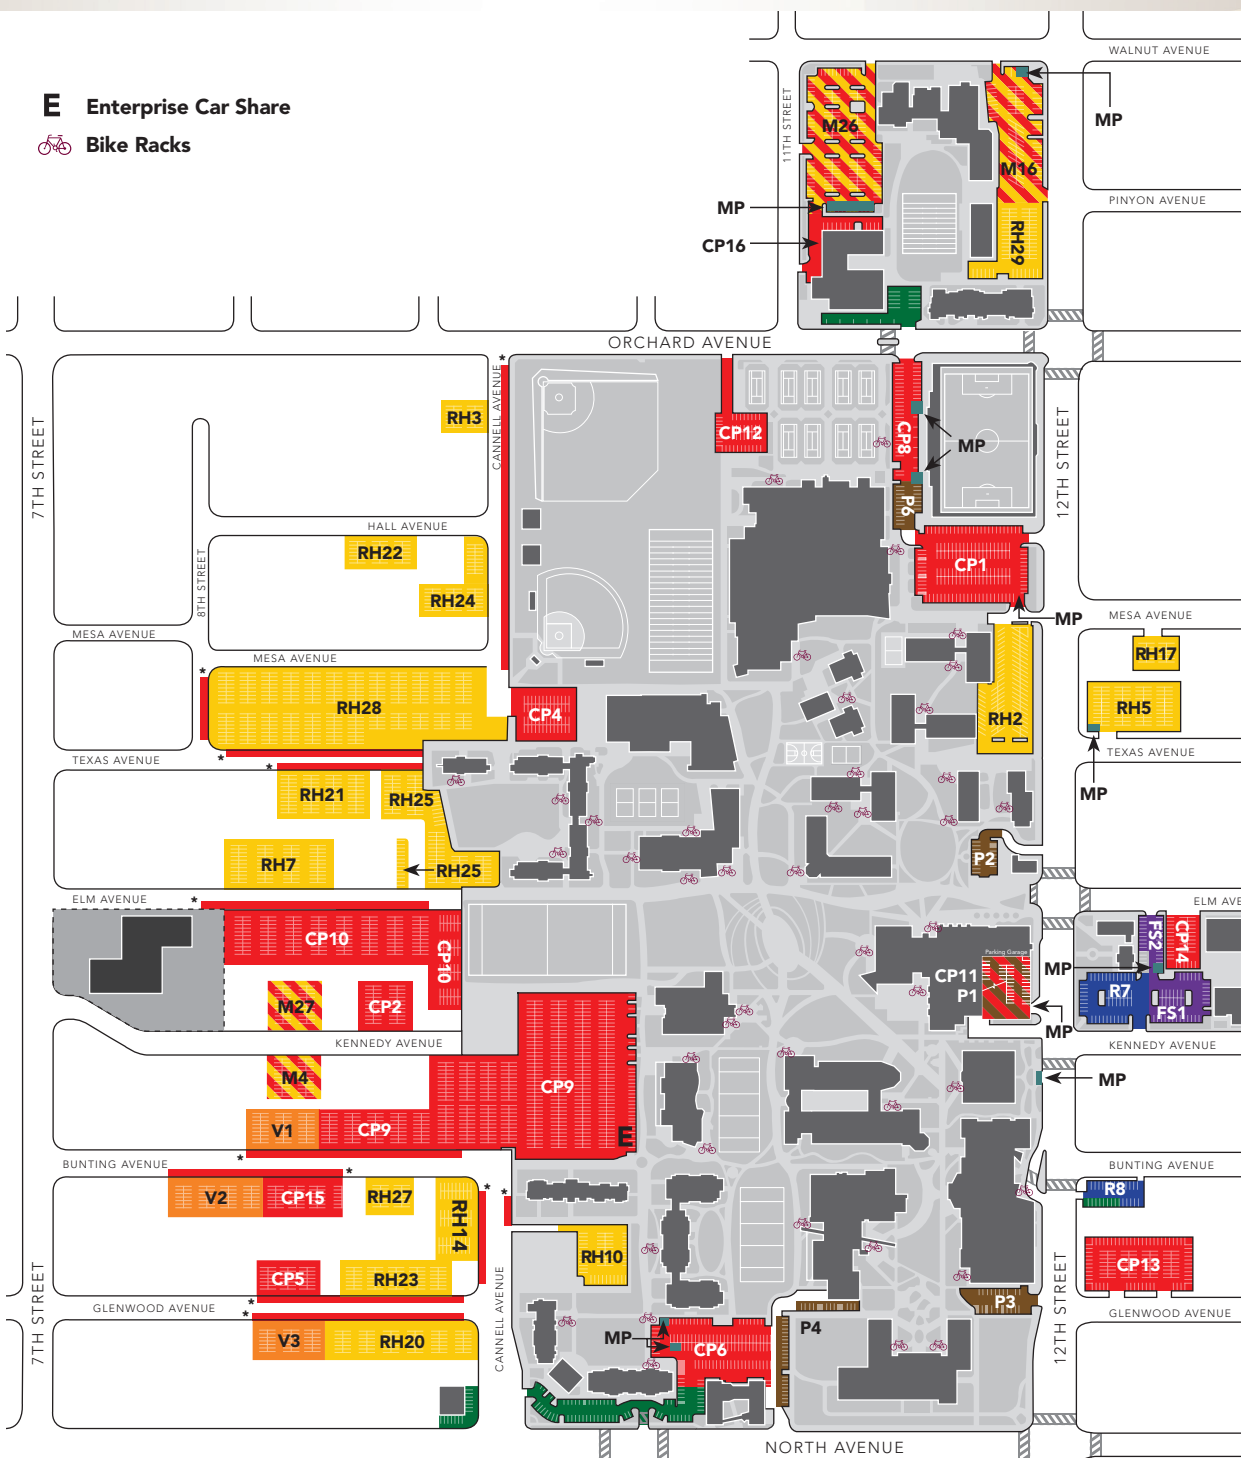 WALNUT AVENUE
E Enterprise Car Share
Bike Racks
11TH STREET
M26
MP
M16
PINYON AVENUE
MP
CP16
RH29
ORCHARD AVENUE
*
CANNELL AVENUE
7TH STREET
RH3
CP12
CP8
MP
12TH STREET
P6
HALL AVENUE
RH22
8TH STREET
RH24
CP1
MP
MESA AVENUE
MESA AVENUE
MESA AVENUE
RH17
*
RH28
CP4
RH2
RH5
*
TEXAS AVENUE
*
TEXAS AVENUE
MP
RH21
RH25
RH7
RH25
P2
ELM AVENUE
*
ELM AVE
CP10
CP10
FS2
CP14
Parking Garage
CP11
P1
MP
R7
FS1
M27
CP2
MP
KENNEDY AVENUE
KENNEDY AVENUE
M4
CP9
MP
V1
CP9
E
*
BUNTING AVENUE
*
BUNTING AVENUE
V2
CP15
RH27
*
*
R8
RH14
RH10
CP5
RH23
CP13
7TH STREET
CANNELL AVENUE
12TH STREET
*
GLENWOOD AVENUE
*
P3
GLENWOOD AVENUE
V3
RH20
MP
CP6
P4
NORTH AVENUE